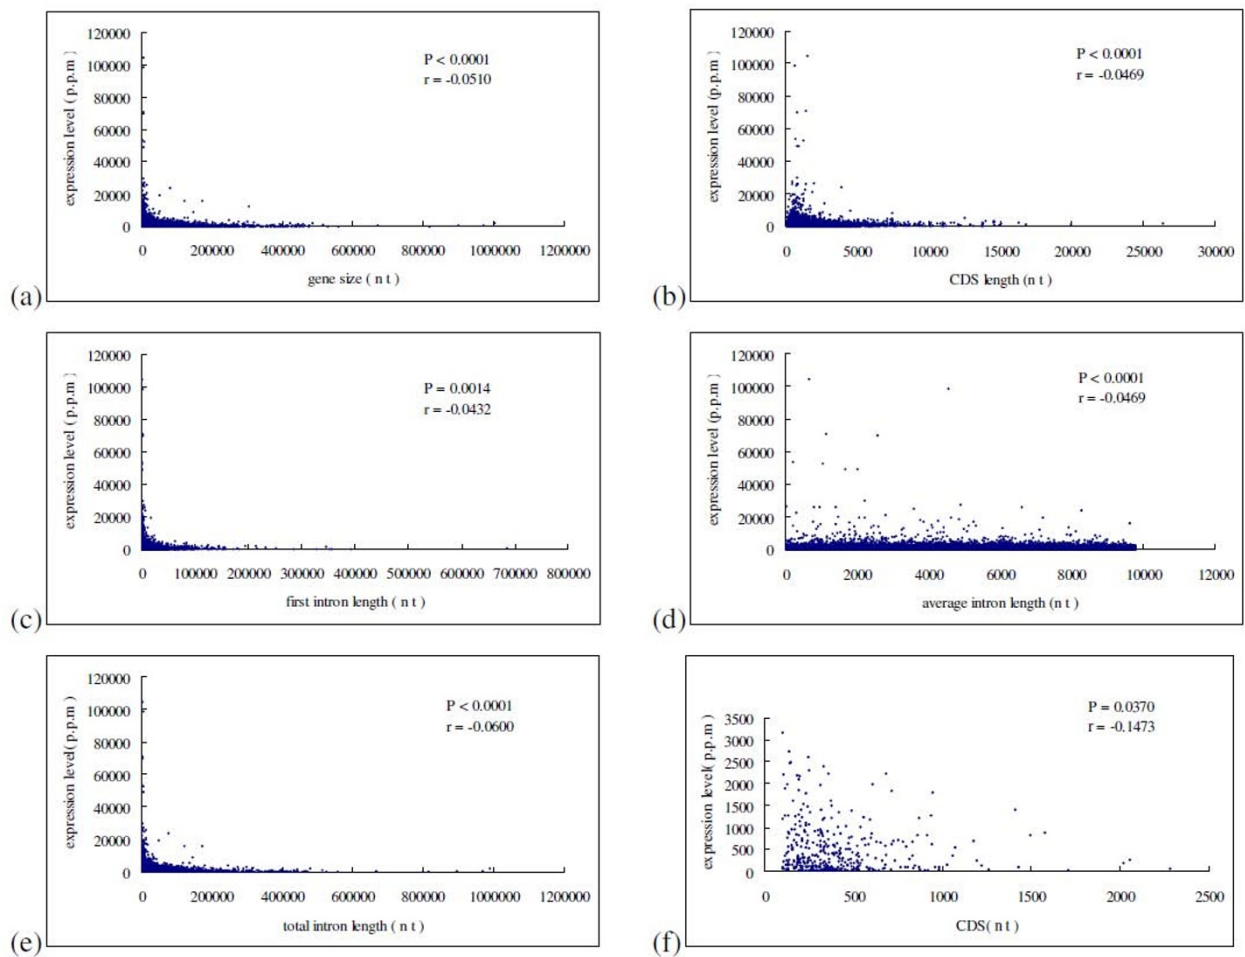 120000
100000
80000
60000
40000
20000
0
expression level ( p.p.m )
P < 0.0001
r = -0.0510
0 200000 400000 600000 800000 1000000 1200000
gene size ( n t )
(a)
120000
100000
80000
60000
40000
20000
0
expression level (p.p.m )
P < 0.0001
r = -0.0469
0 5000 10000 15000 20000 25000 30000
CDS length (n t )
(b)
120000
100000
80000
60000
40000
20000
0
expression level ( p.p.m )
P = 0.0014
r = -0.0432
0 100000 200000 300000 400000 500000 600000 700000 800000
first intron length ( n t )
(c)
120000
100000
80000
60000
40000
20000
0
expression level (p.p.m )
P < 0.0001
r = -0.0469
0 2000 4000 6000 8000 10000 12000
average intron length (n t )
(d)
120000
100000
80000
60000
40000
20000
0
expression level( p.p.m )
P < 0.0001
r = -0.0600
0 200000 400000 600000 800000 1000000 1200000
total intron length ( n t )
(e)
3500
3000
2500
2000
1500
1000
500
0
expression level( p.p.m )
P = 0.0370
r = -0.1473
0 500 1000 1500 2000 2500
CDS( n t )
(f)